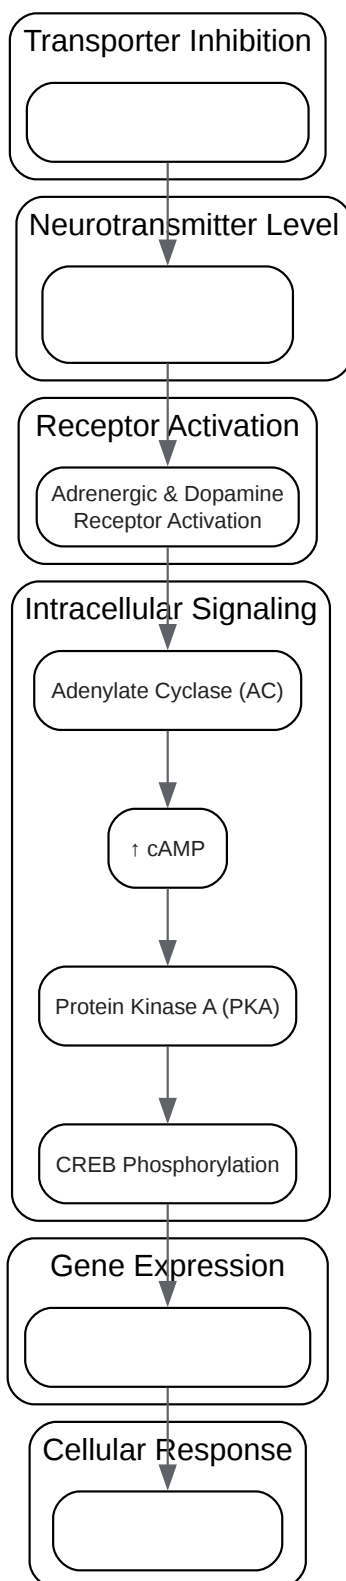 Transporter Inhibition
Neurotransmitter Level
Receptor Activation
Adrenergic & Dopamine
Receptor Activation
Intracellular Signaling
Adenylate Cyclase (AC)
↑ cAMP
Protein Kinase A (PKA)
CREB Phosphorylation
Gene Expression
Cellular Response